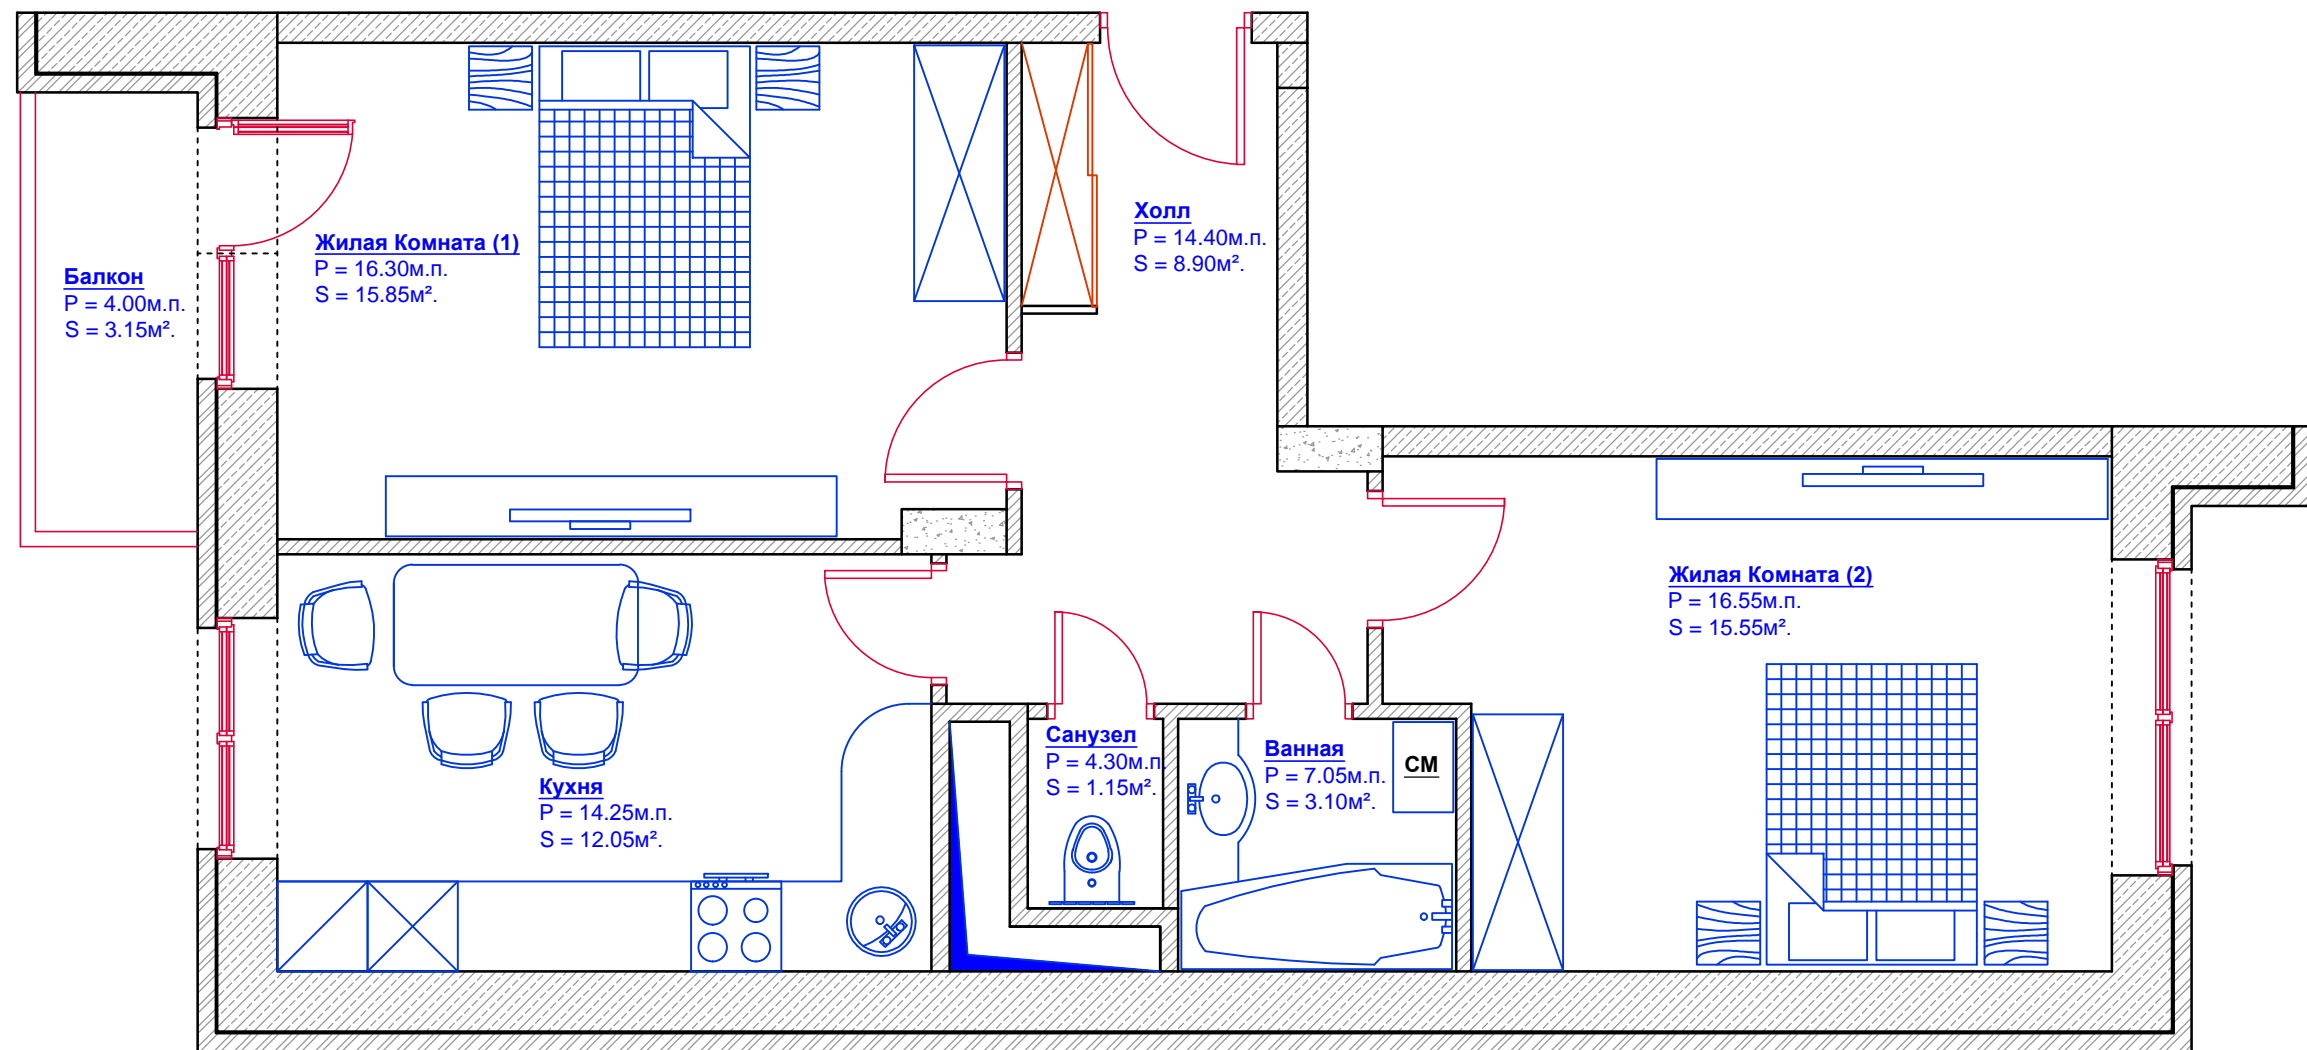 Холл
P = 14.40м.п.
S = 8.90м².
Жилая Комната (1)
P = 16.30м.п.
S = 15.85м².
Балкон
P = 4.00м.п.
S = 3.15м².
Жилая Комната (2)
P = 16.55м.п.
S = 15.55м².
Санузел
P = 4.30м.п.
S = 1.15м².
Ванная
P = 7.05м.п.
S = 3.10м².
СМ
Кухня
P = 14.25м.п.
S = 12.05м².